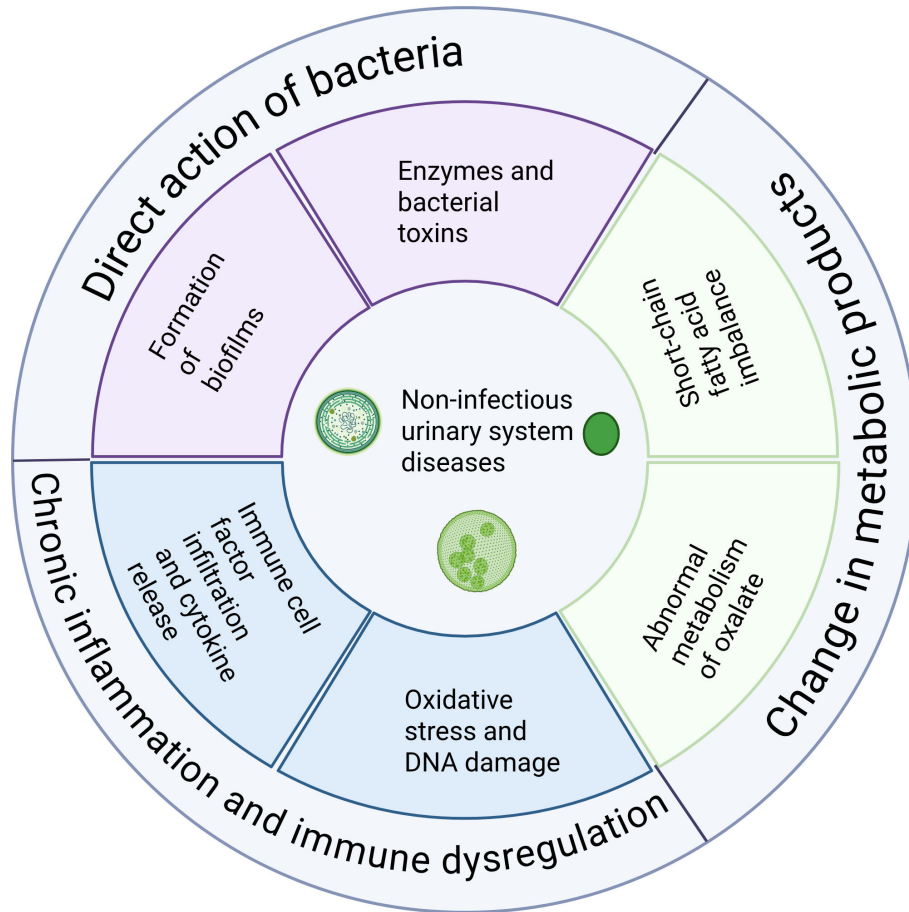 Direct action of bacteria
Enzymes and
bacterial
toxins
Formation
of
biofilms
Change in metabolic products
Short-chain
fatty acid
imbalance
Abnormal
metabolism
of oxalate
Non-infectious
urinary system
diseases
Chronic inflammation and immune dysregulation
Immune cell
factor
infiltration
and cytokine
release
Oxidative
stress and
DNA damage